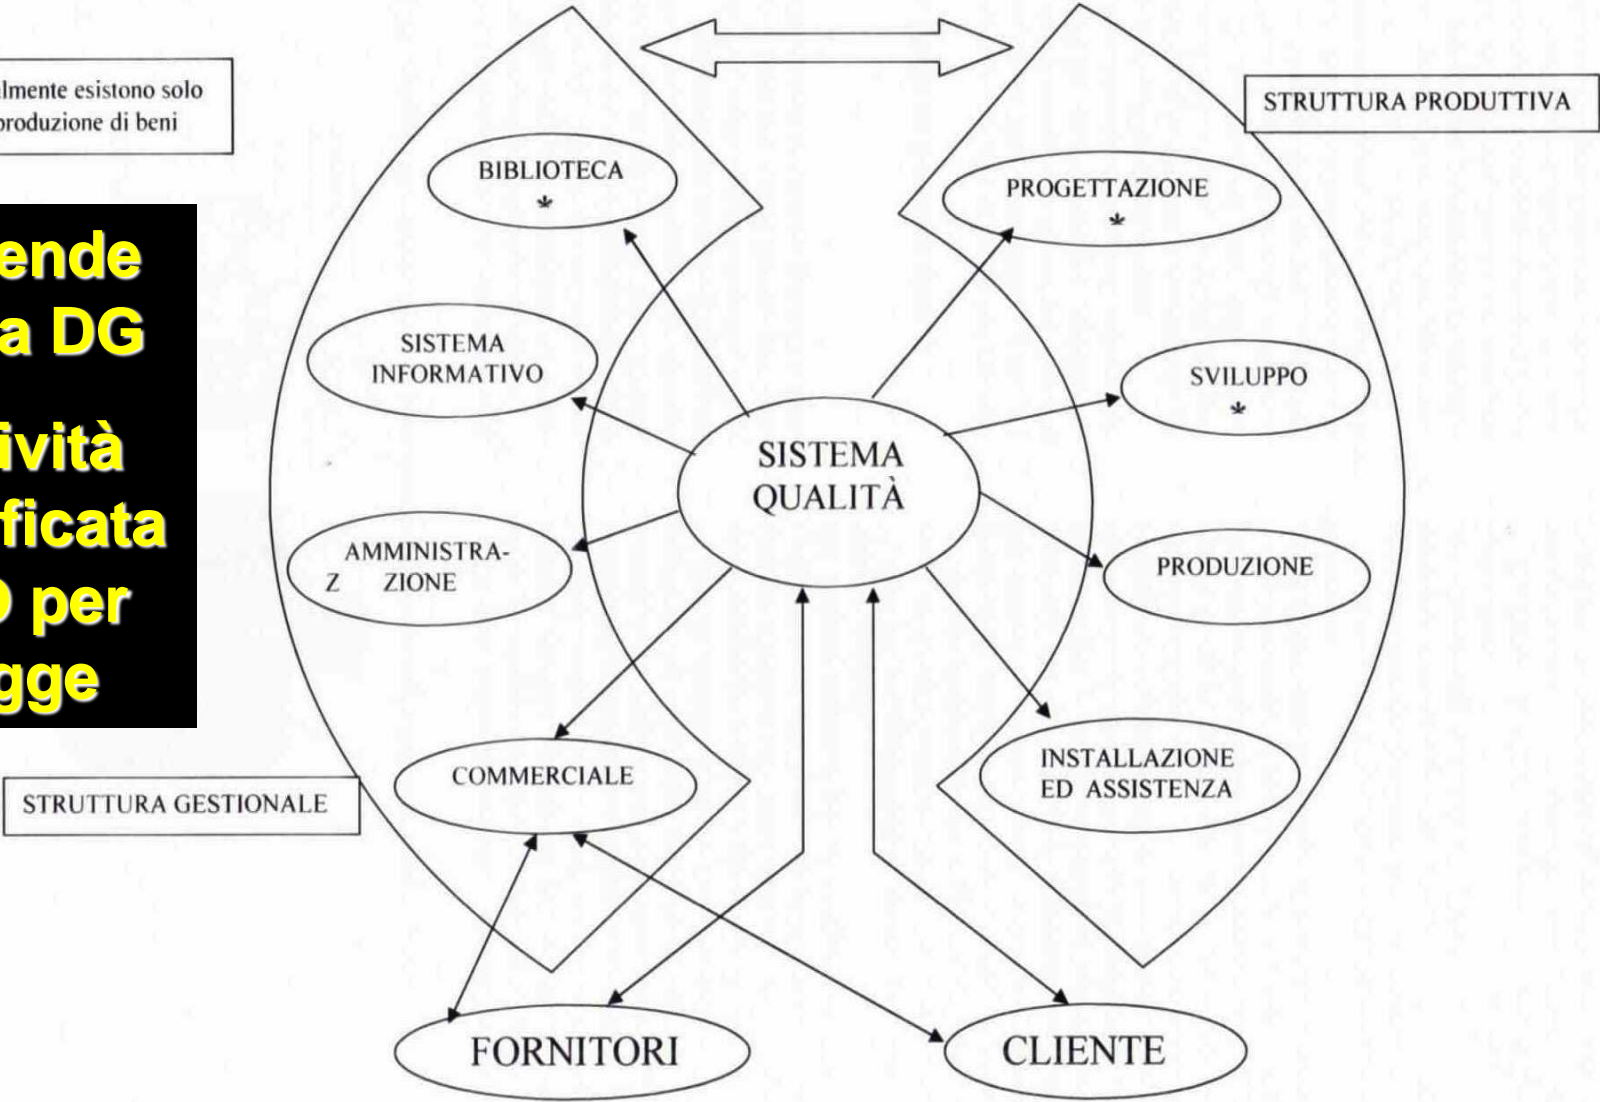 lmente esistono solo
produzione di beni
ende
a DG
ività
ficata
per
gge
STRUTTURA PRODUTTIVA
BIBLIOTECA
*
PROGETTAZIONE
*
SISTEMA
INFORMATIVO
SVILUPPO
*
SISTEMA
QUALITÀ
AMMINISTRA-
Z ZIONE
PRODUZIONE
COMMERCIALE
INSTALLAZIONE
ED ASSISTENZA
STRUTTURA GESTIONALE
FORNITORI
CLIENTE